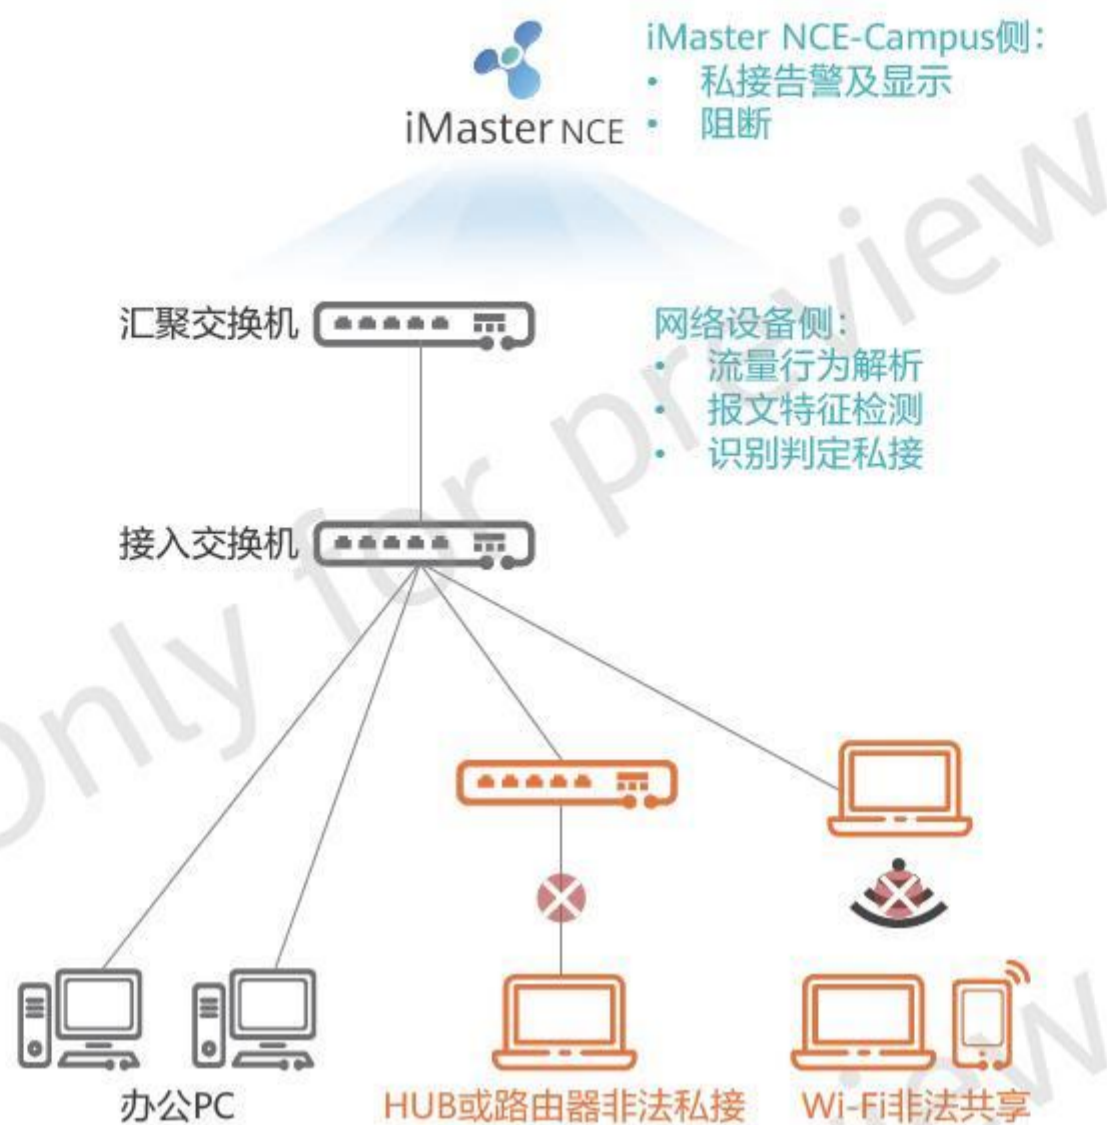 iMaster NCE-Campus侧：
• 私接告警及显示
• 阻断
iMaster NCE
汇聚交换机
网络设备侧：
• 流量行为解析
• 报文特征检测
• 识别判定私接
接入交换机
办公PC
HUB或路由器非法私接
Wi-Fi非法共享
Only for preview
view